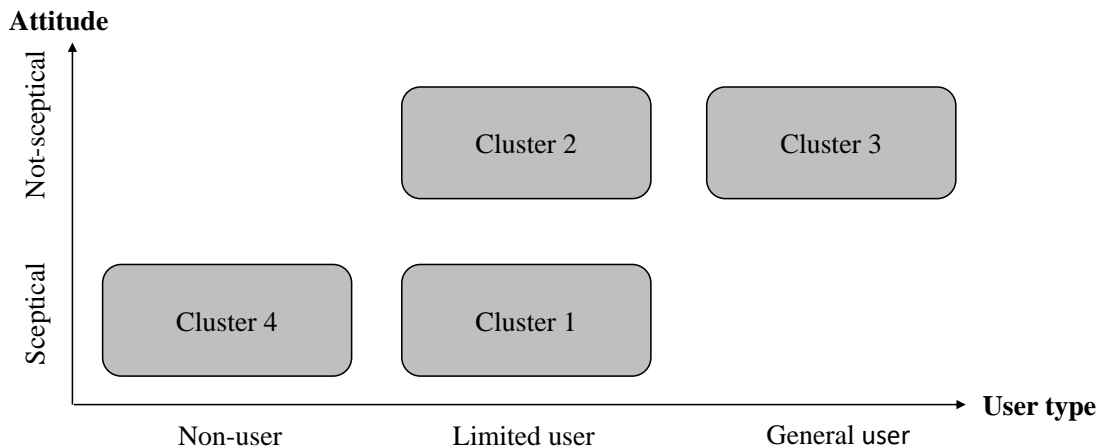 Attitude
Not-sceptical
Cluster 2
Cluster 3
Sceptical
Cluster 4
Cluster 1
User type
Non-user
Limited user
General user